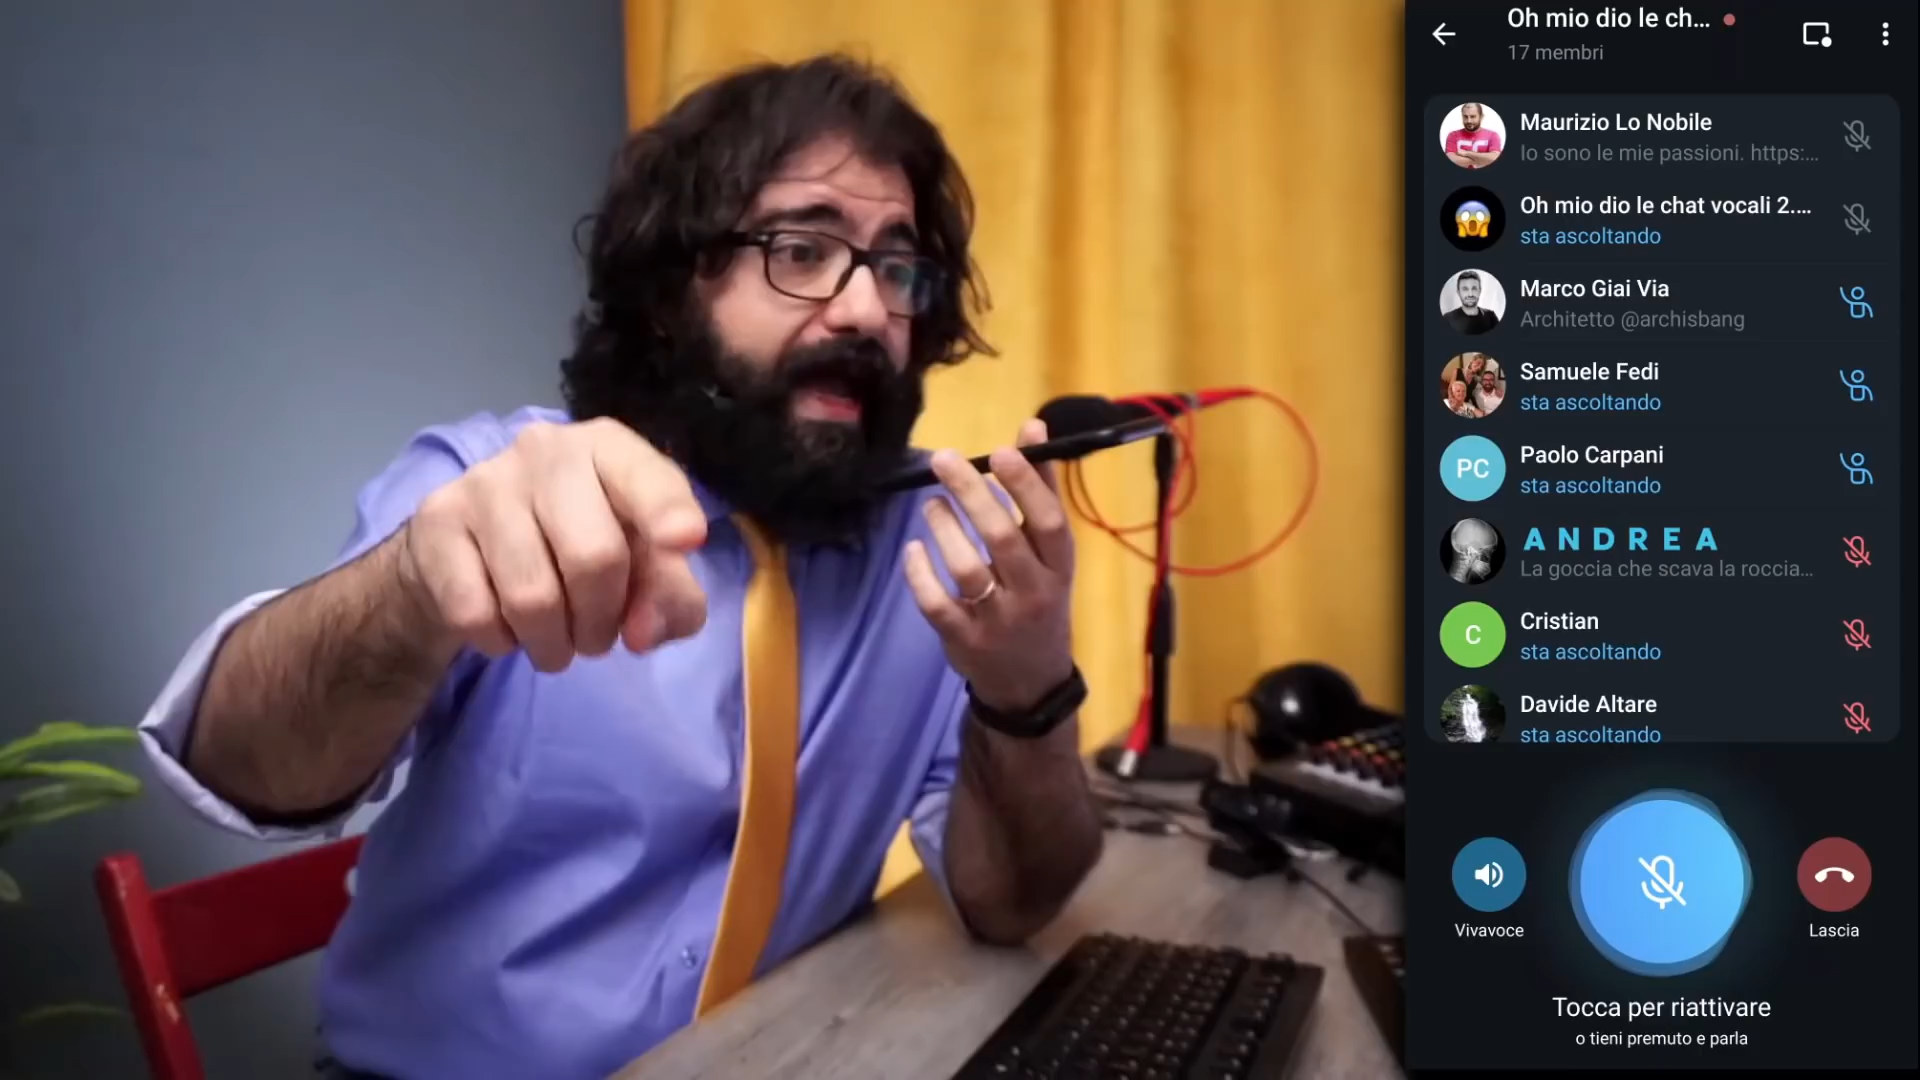 Oh mio dio le ch...
17 membri
Maurizio Lo Nobile
Io sono le mie passioni. https:...
Oh mio dio le chat vocali 2....
sta ascoltando
Marco Giai Via
Architetto @archisbang
Samuele Fedi
sta ascoltando
PC
Paolo Carpani
sta ascoltando
ANDREA
La goccia che scava la roccia...
C
Cristian
sta ascoltando
Davide Altare
sta ascoltando
Vivavoce
Lascia
Tocca per riattivare
o tieni premuto e parla